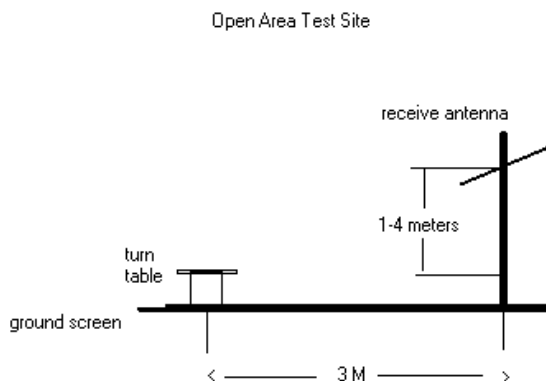 Open Area Test Site
receive antenna
1-4 meters
turn
table
ground screen
3 M